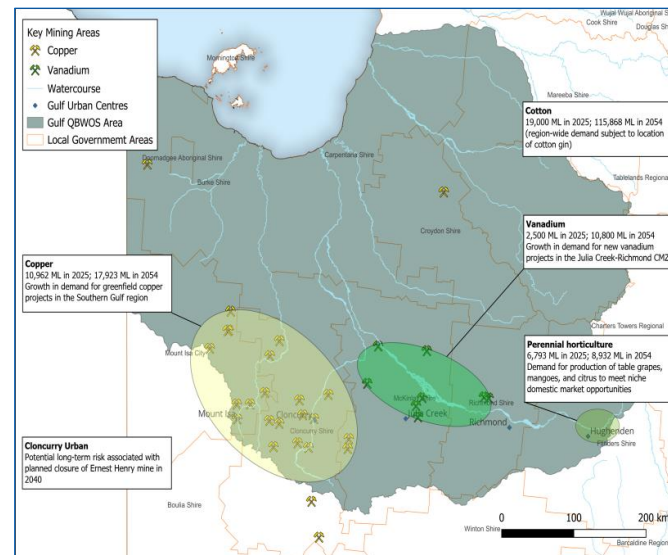 Key Mining Areas
Copper
Vanadium
Watercourse
Gulf Urban Centres
Gulf QBWOS Area
Local Governmemt Areas
Wujal Wujal Aboriginal S
Cook Shire
Douglas Shi
Mornington Shire
Mareeba Shire
Cotton
19,000 ML in 2025; 115,868 ML in 2054
(region-wide demand subject to location
of cotton gin)
Doomadgee Aboriginal Shire
Carpentaria Shire
Burke Shire
Tablelands Regional
Croydon Shire
Vanadium
2,500 ML in 2025; 10,800 ML in 2054
Growth in demand for new vanadium
projects in the Julia Creek-Richmond CMZ
Copper
10,962 ML in 2025; 17,923 ML in 2054
Growth in demand for greenfield copper
projects in the Southern Gulf region
Charters Towers Regional
Perennial horticulture
6,793 in 2025; 8,932 ML in 2054
Demand for production of table grapes,
mangoes, and citrus to meet niche
domestic market opportunities
Mount Isa City
Richmond Shire
Mount Isa
Cloncurry
Julia Creek
Richmond
Cloncurry Shire
Hughenden
Flinders Shire
Cloncurry Urban
Potential long-term risk associated with
planned closure of Ernest Henry mine in
2040
Boulia Shire
0 100 200 km
Winton Shire
Barcaldine Region